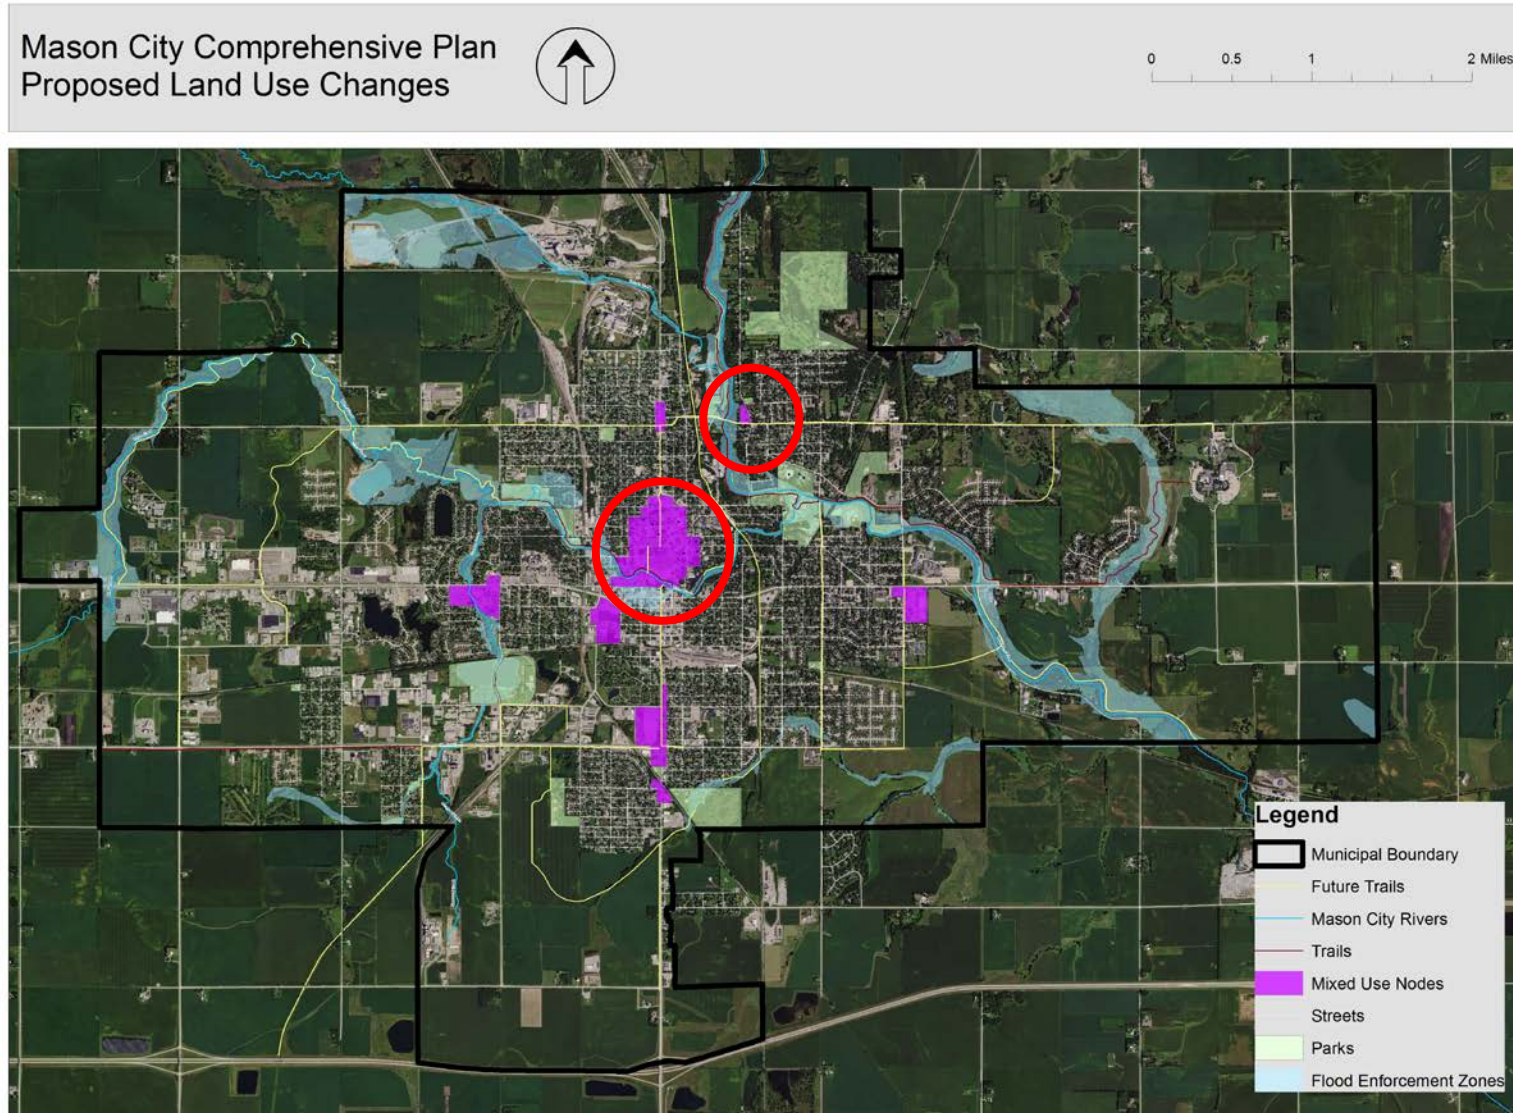 Mason City Comprehensive Plan
Proposed Land Use Changes
0 0.5 1 2 Miles
Legend
Municipal Boundary
Future Trails
Mason City Rivers
Trails
Mixed Use Nodes
Streets
Parks
Flood Enforcement Zones